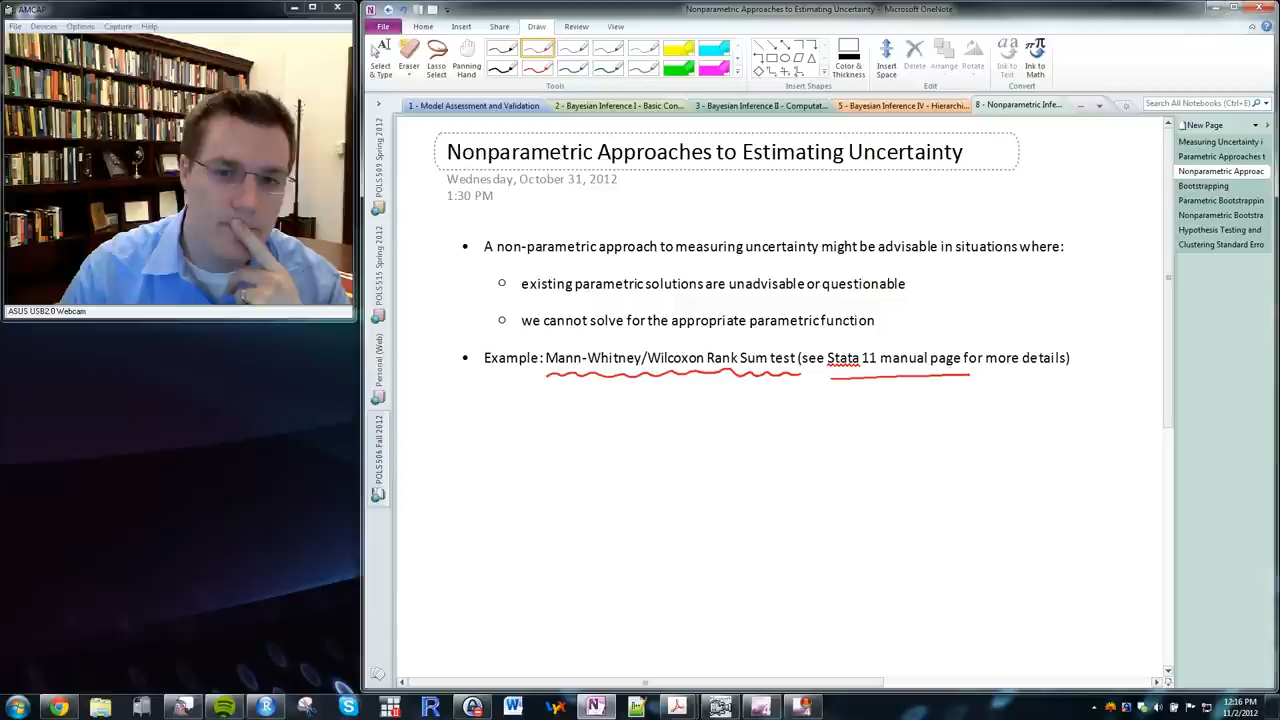 AMCAP
File Devices Options Capture Help
ASUS USB2.0 Webcam
Nonparametric Approaches to Estimating Uncertainty - Microsoft OneNote
File Home Insert Share Draw Review View
Select & Type
Eraser
Lasso Select
Panning Hand
Color & Thickness
Insert Space
Delete
Arrange
Rotate
Ink to Text
Ink to Math
Tools
Insert Shapes
Edit
Convert
1 - Model Assessment and Validation
2 - Bayesian Inference I - Basic Con...
3 - Bayesian Inference II - Computat...
5 - Bayesian Inference IV - Hierarchi...
8 - Nonparametric Infe...
Search All Notebooks (Ctrl+E)
POLS 509 Spring 2012
POLS 515 Spring 2012
Personal (Web)
POLS 506 Fall 2012
Nonparametric Approaches to Estimating Uncertainty
Wednesday, October 31, 2012
1:30 PM
• A non-parametric approach to measuring uncertainty might be advisable in situations where:
○ existing parametric solutions are unadvisable or questionable
○ we cannot solve for the appropriate parametric function
• Example: Mann-Whitney/Wilcoxon Rank Sum test (see Stata 11 manual page for more details)
New Page
Measuring Uncertainty i
Parametric Approaches t
Nonparametric Approac
Bootstrapping
Parametric Bootstrappin
Nonparametric Bootstra
Hypothesis Testing and
Clustering Standard Erro
12:16 PM
11/2/2012